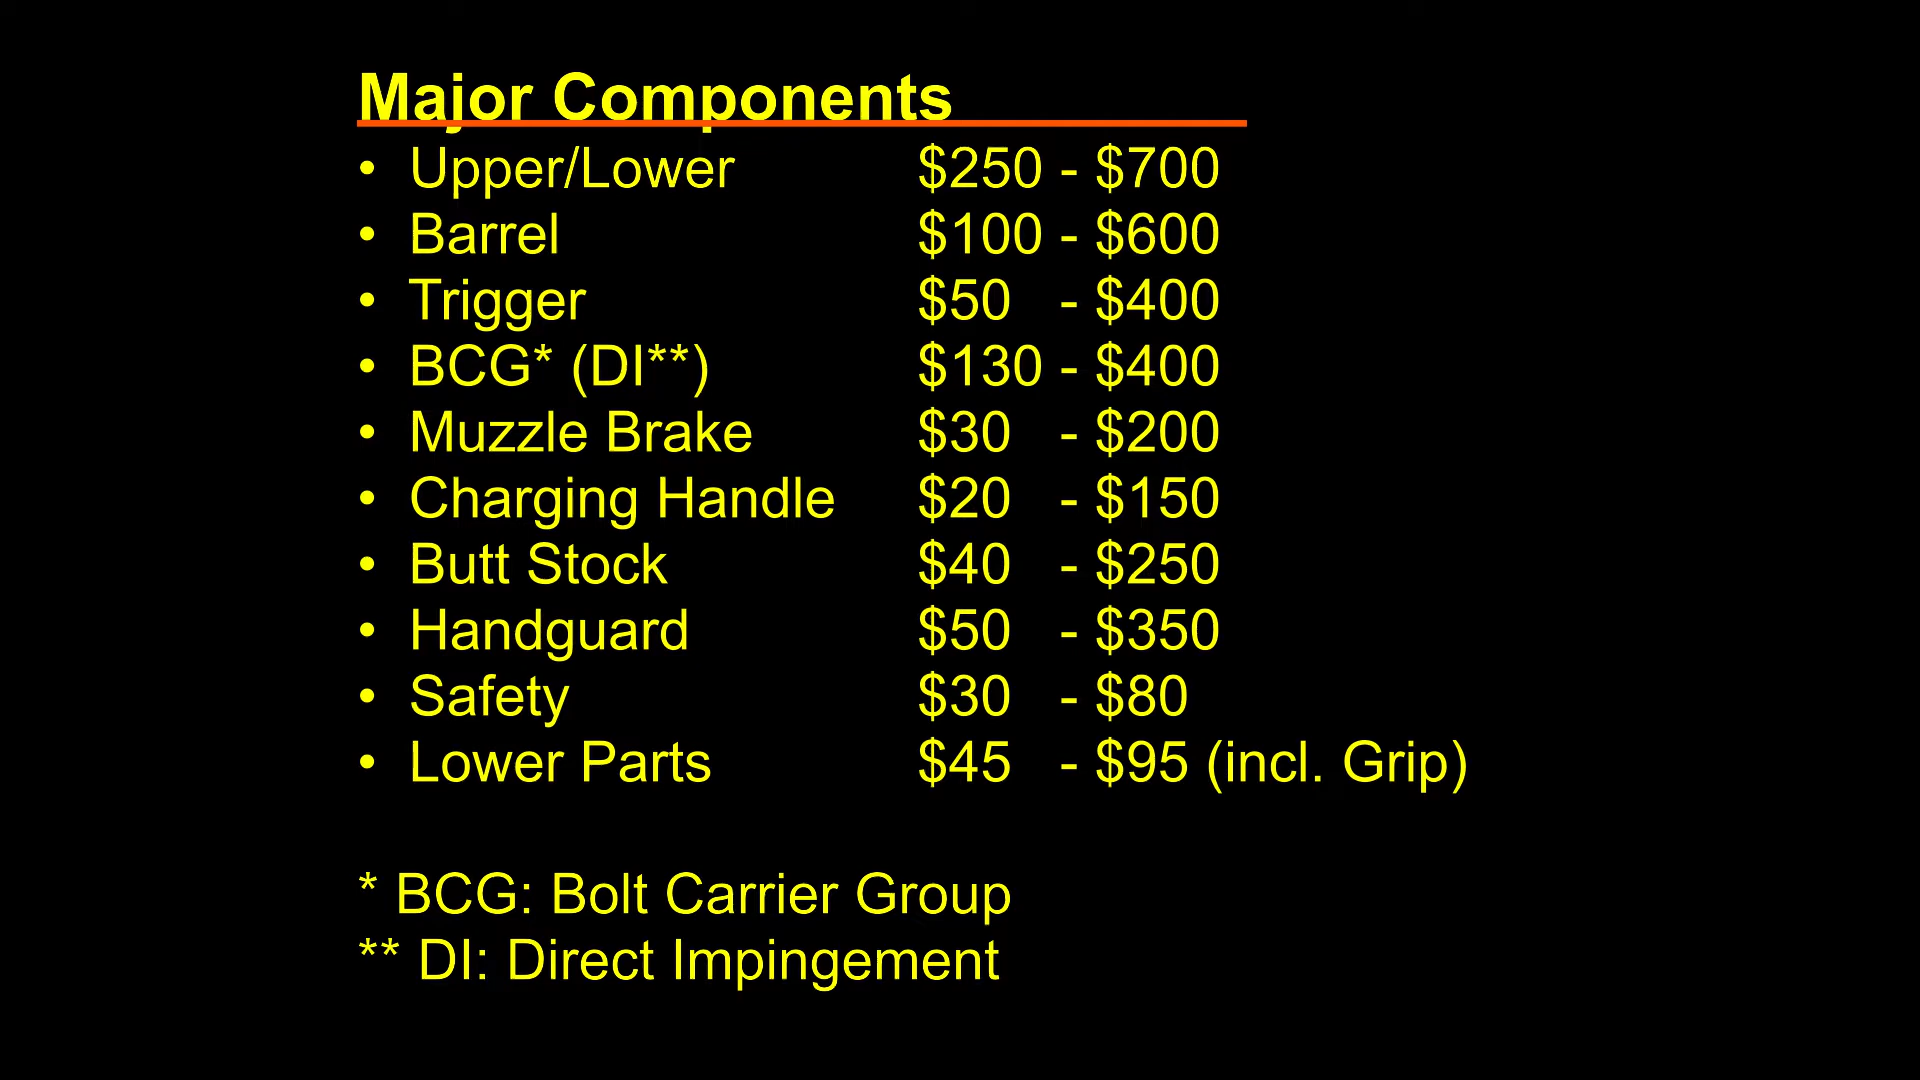 Major Components
• Upper/Lower $250 - $700
• Barrel $100 - $600
• Trigger $50 - $400
• BCG* (DI**) $130 - $400
• Muzzle Brake $30 - $200
• Charging Handle $20 - $150
• Butt Stock $40 - $250
• Handguard $50 - $350
• Safety $30 - $80
• Lower Parts $45 - $95 (incl. Grip)
* BCG: Bolt Carrier Group
** DI: Direct Impingement